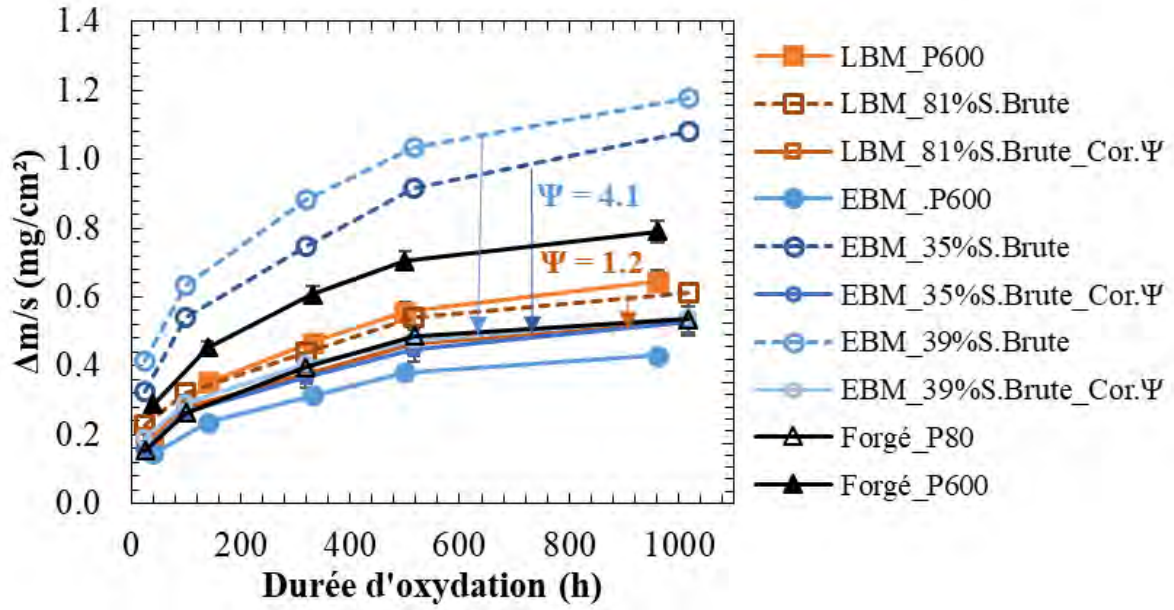 1.4
1.2
1.0
0.8
0.6
0.4
0.2
0.0
Δm/s (mg/cm²)
0
200
400
600
800
1000
Durée d'oxydation (h)
Ψ = 4.1
Ψ = 1.2
LBM_P600
LBM_81%S.Brute
LBM_81%S.Brute_Cor.Ψ
EBM_.P600
EBM_35%S.Brute
EBM_35%S.Brute_Cor.Ψ
EBM_39%S.Brute
EBM_39%S.Brute_Cor.Ψ
Forgé_P80
Forgé_P600